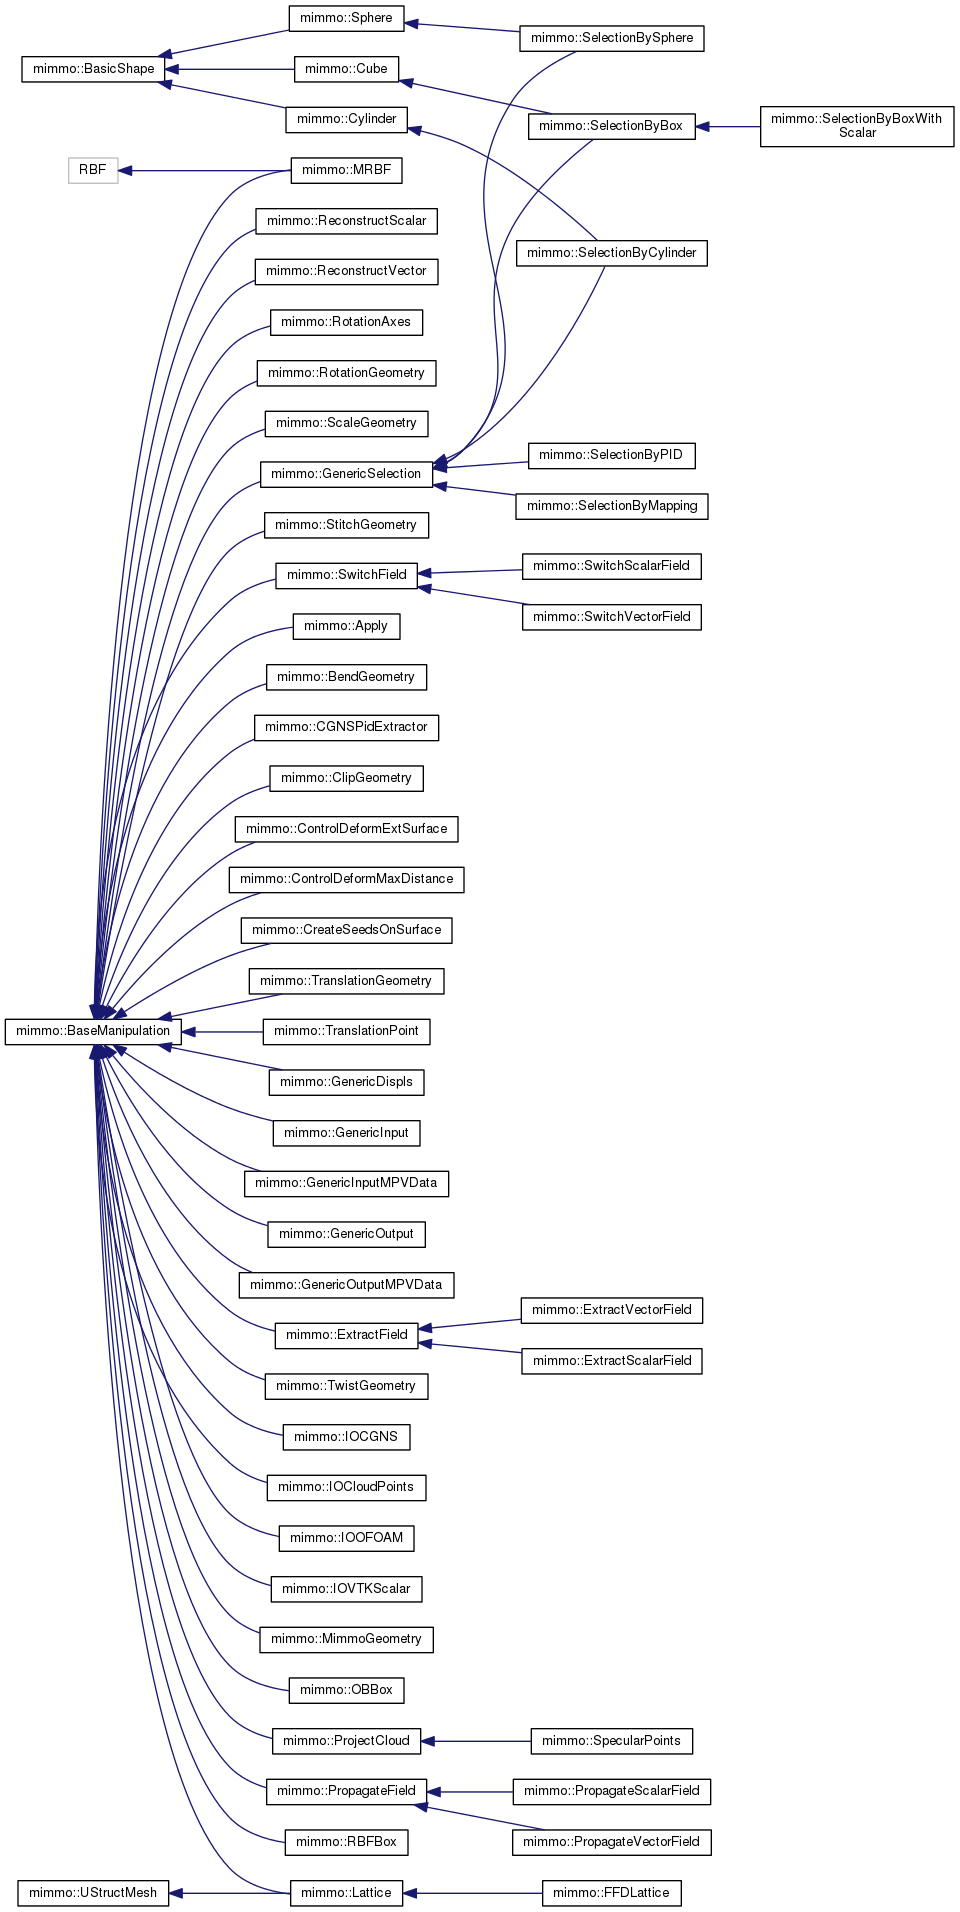 mimmo::Sphere
mimmo::SelectionBySphere
mimmo::BasicShape
mimmo::Cube
mimmo::Cylinder
mimmo::SelectionByBox
mimmo::SelectionByBoxWith
Scalar
RBF
mimmo::MRBF
mimmo::ReconstructScalar
mimmo::SelectionByCylinder
mimmo::ReconstructVector
mimmo::RotationAxes
mimmo::RotationGeometry
mimmo::ScaleGeometry
mimmo::SelectionByPID
mimmo::GenericSelection
mimmo::SelectionByMapping
mimmo::StitchGeometry
mimmo::SwitchScalarField
mimmo::SwitchField
mimmo::SwitchVectorField
mimmo::Apply
mimmo::BendGeometry
mimmo::CGNSPidExtractor
mimmo::ClipGeometry
mimmo::ControlDeformExtSurface
mimmo::ControlDeformMaxDistance
mimmo::CreateSeedsOnSurface
mimmo::TranslationGeometry
mimmo::BaseManipulation
mimmo::TranslationPoint
mimmo::GenericDispls
mimmo::GenericInput
mimmo::GenericInputMPVData
mimmo::GenericOutput
mimmo::GenericOutputMPVData
mimmo::ExtractVectorField
mimmo::ExtractField
mimmo::ExtractScalarField
mimmo::TwistGeometry
mimmo::IOCGNS
mimmo::IOCloudPoints
mimmo::IOOFOAM
mimmo::IOVTKScalar
mimmo::MimmoGeometry
mimmo::OBBox
mimmo::ProjectCloud
mimmo::SpecularPoints
mimmo::PropagateField
mimmo::PropagateScalarField
mimmo::RBFBox
mimmo::PropagateVectorField
mimmo::UStructMesh
mimmo::Lattice
mimmo::FFDLattice